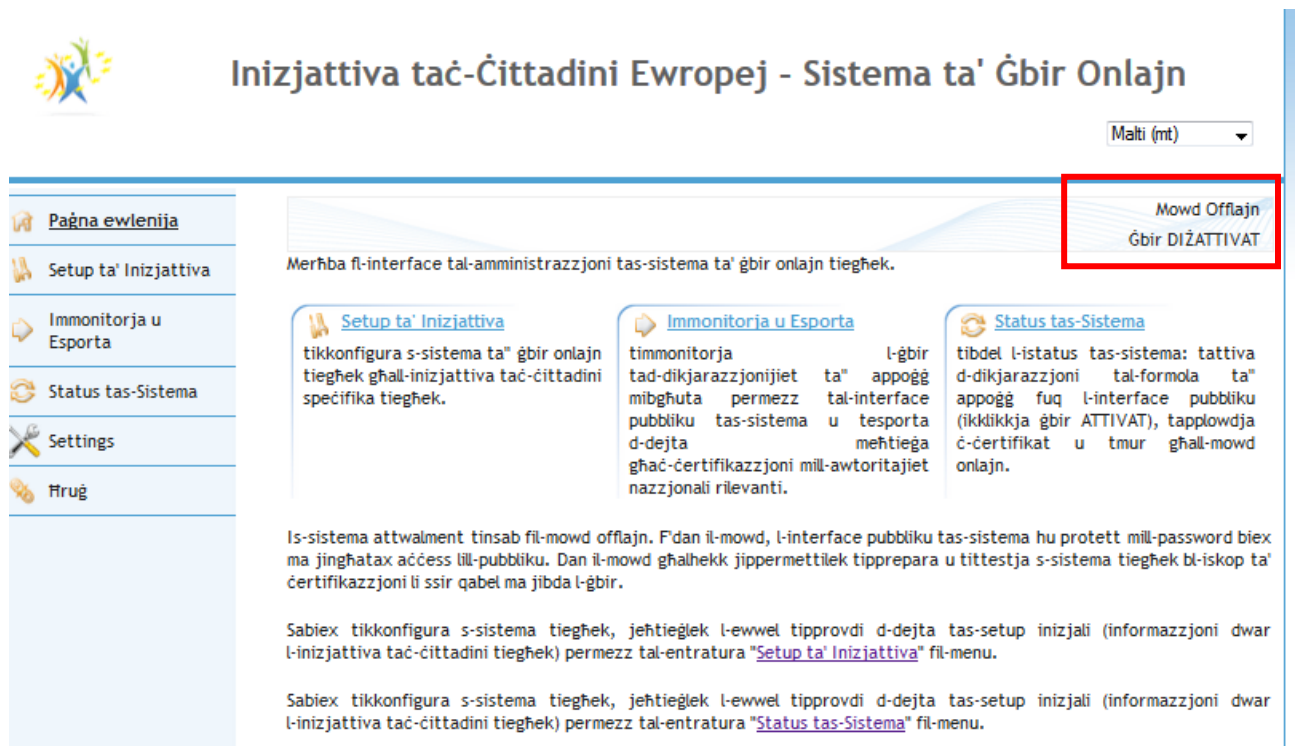 Inizjattiva taċ-Ċittadini Ewropej - Sistema ta' Ġbir Onlajn
Malti (mt)
Paġna ewlenija
Setup ta' Inizjattiva
Immonitorja u
Esporta
Status tas-Sistema
Settings
Ħruġ
Mowd Offlajn
Ġbir DIŻATTIVAT
Merħba fl-interface tal-amministrazzjoni tas-sistema ta' ġbir onlajn tiegħek.
Setup ta' Inizjattiva
tikkonfigura s-sistema ta" ġbir onlajn
tiegħek għall-inizjattiva taċ-ċittadini
speċifika tiegħek.
Immonitorja u Esporta
timmonitorja l-ġbir
tad-dikjarazzjonijiet ta" appoġġ
mibgħuta permezz tal-interface
pubbliku tas-sistema u tesporta
d-dejta meħtieġa
għaċ-ċertifikazzjoni mill-awtoritajiet
nazzjonali rilevanti.
Status tas-Sistema
tibdel l-istatus tas-sistema: tattiva
d-dikjarazzjoni tal-formola ta"
appoġġ fuq l-interface pubbliku
(ikklikkja ġbir ATTIVAT), tapplowdja
ċ-ċertifikat u tmur għall-mowd
onlajn.
Is-sistema attwalment tinsab fil-mowd offlajn. F'dan il-mowd, l-interface pubbliku tas-sistema hu protett mill-password biex
ma jingħatax aċċess lill-pubbliku. Dan il-mowd għalhekk jippermettilek tipprepara u tittestja s-sistema tiegħek bl-iskop ta'
ċertifikazzjoni li ssir qabel ma jibda l-ġbir.
Sabiex tikkonfigura s-sistema tiegħek, jeħtieġlek l-ewwel tipprovdi d-dejta tas-setup inizjali (informazzjoni dwar
l-inizjattiva taċ-ċittadini tiegħek) permezz tal-entratura "Setup ta' Inizjattiva" fil-menu.
Sabiex tikkonfigura s-sistema tiegħek, jeħtieġlek l-ewwel tipprovdi d-dejta tas-setup inizjali (informazzjoni dwar
l-inizjattiva taċ-ċittadini tiegħek) permezz tal-entratura "Status tas-Sistema" fil-menu.